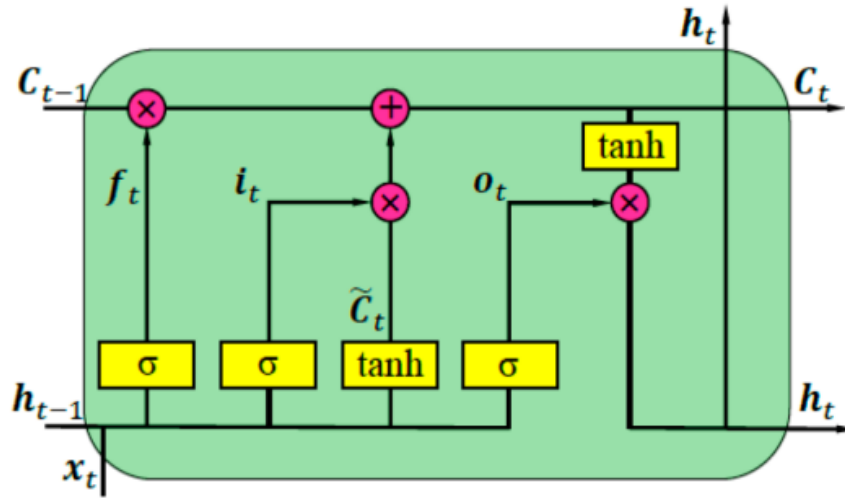 h_t
C_{t-1} × + C_t
tanh
f_t i_t × o_t ×
C̃_t
σ σ tanh σ
h_{t-1} h_t
x_t